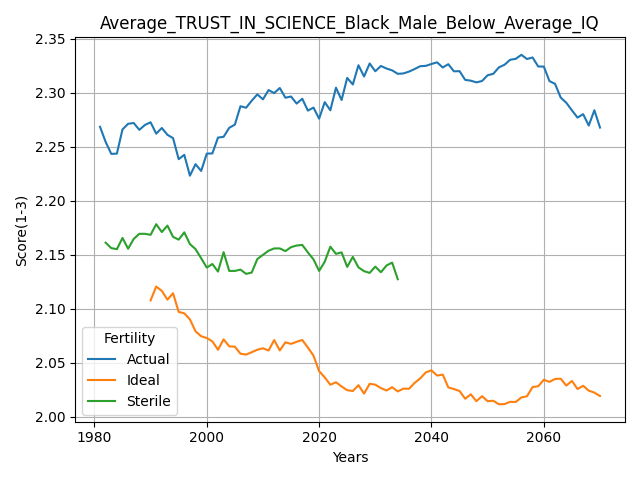 Average_TRUST_IN_SCIENCE_Black_Male_Below_Average_IQ
2.35
2.30
2.25
2.20
2.15
2.10
2.05
2.00
Score(1-3)
Fertility
Actual
Ideal
Sterile
1980
2000
2020
2040
2060
Years